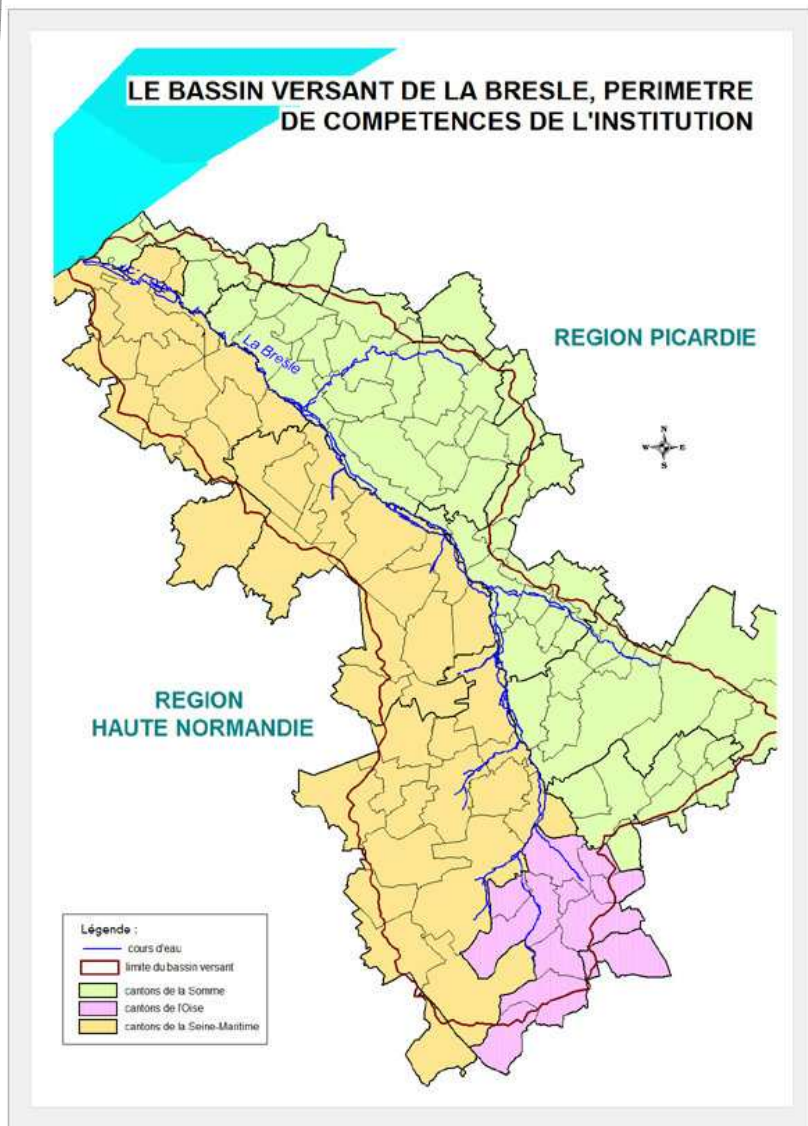 LE BASSIN VERSANT DE LA BRESLE, PERIMETRE
DE COMPETENCES DE L'INSTITUTION
La Bresle
REGION PICARDIE
N
W E
S
REGION
HAUTE NORMANDIE
Légende :
cours d'eau
limite du bassin versant
cantons de la Somme
cantons de l'Oise
cantons de la Seine-Maritime